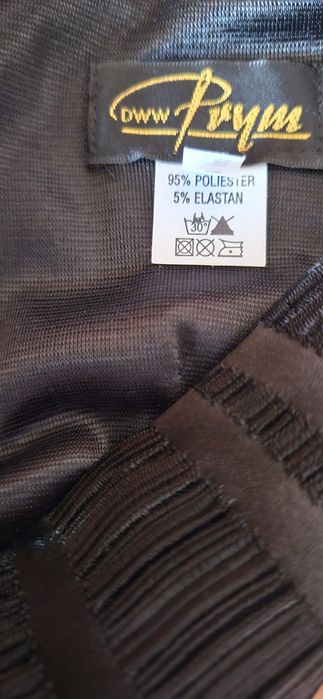 DWW Prym
95% POLIESTER
5% ELASTAN
30°